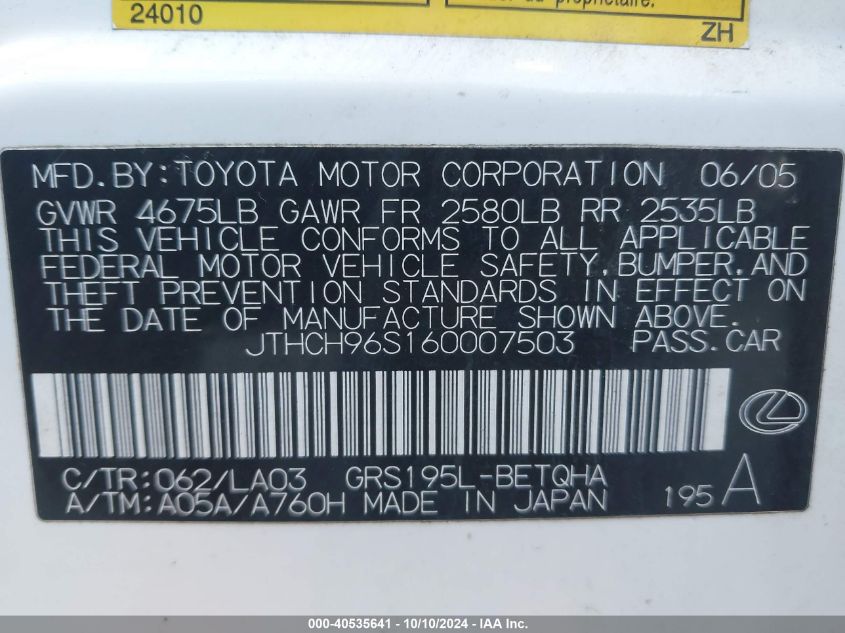 du propriétaire.
24010
ZH
MFD.BY:TOYOTA MOTOR CORPORATION 06/05
GVWR 4675LB GAWR FR 2580LB RR 2535LB
THIS VEHICLE CONFORMS TO ALL APPLICABLE
FEDERAL MOTOR VEHICLE SAFETY,BUMPER,AND
THEFT PREVENTION STANDARDS IN EFFECT ON
THE DATE OF MANUFACTURE SHOWN ABOVE.
JTHCH96S160007503 PASS.CAR
C/TR:062/LA03 GRS195L-BETQHA
A/TM:A05A/A760H MADE IN JAPAN 195 A
000-40535641 - 10/10/2024 - IAA Inc.